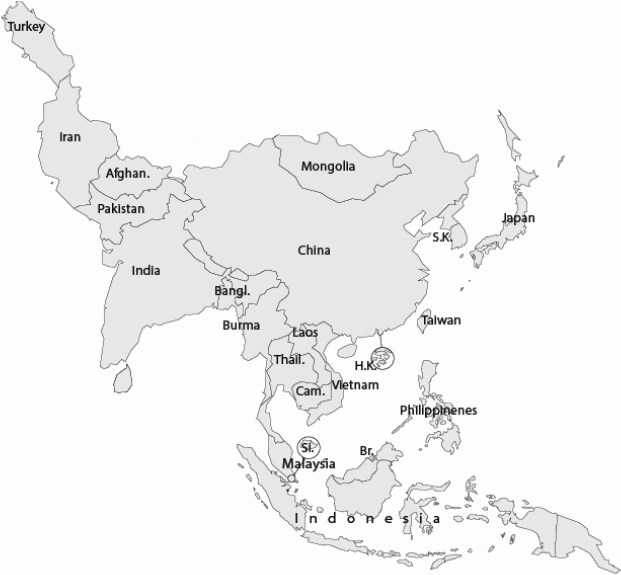 Turkey
Iran
Afghan.
Mongolia
Pakistan
Japan
S.K.
China
India
Bangl.
Burma
Taiwan
Laos
Thail.
H.K.
Vietnam
Cam.
Philippinenes
Si.
Br.
Malaysia
I n d o n e s i a